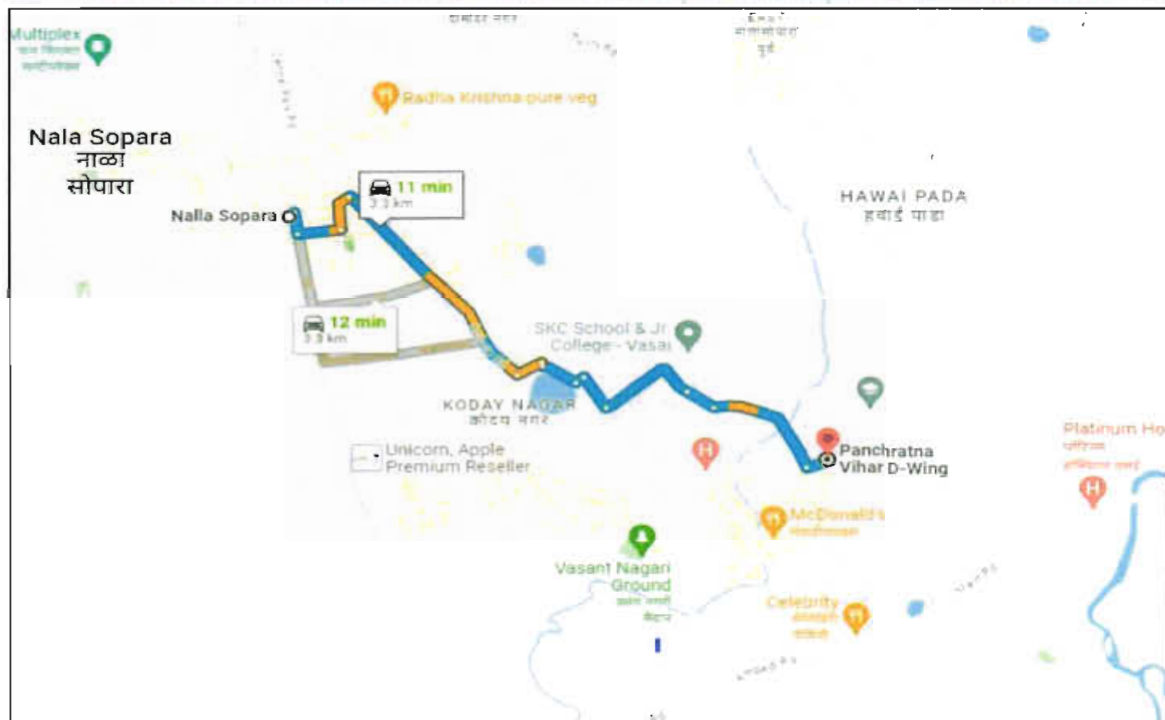 Multiplex
Radha Krishna pure veg
Nala Sopara
नाळा
सोपारा
11 min
3.3 km
Nalla Sopara
HAWAI PADA
हवाई पाडा
12 min
3.3 km
SKC School & Jr
College - Vasai
KODAY NAGAR
कोदय नगर
Unicorn, Apple
Premium Reseller
Panchratna
Vihar D-Wing
Platinum Ho
H
H
McDonald's
Vasant Nagari
Ground
Celebrity